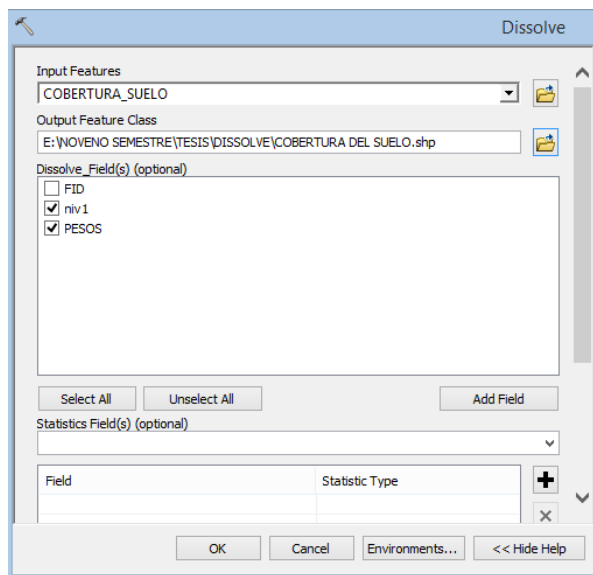 Dissolve
Input Features
COBERTURA_SUELO
Output Feature Class
E:\NOVENO SEMESTRE\TESIS\DISSOLVE\COBERTURA DEL SUELO.shp
Dissolve_Field(s) (optional)
FID
niv1
PESOS
Select All Unselect All Add Field
Statistics Field(s) (optional)
Field Statistic Type
OK Cancel Environments... << Hide Help